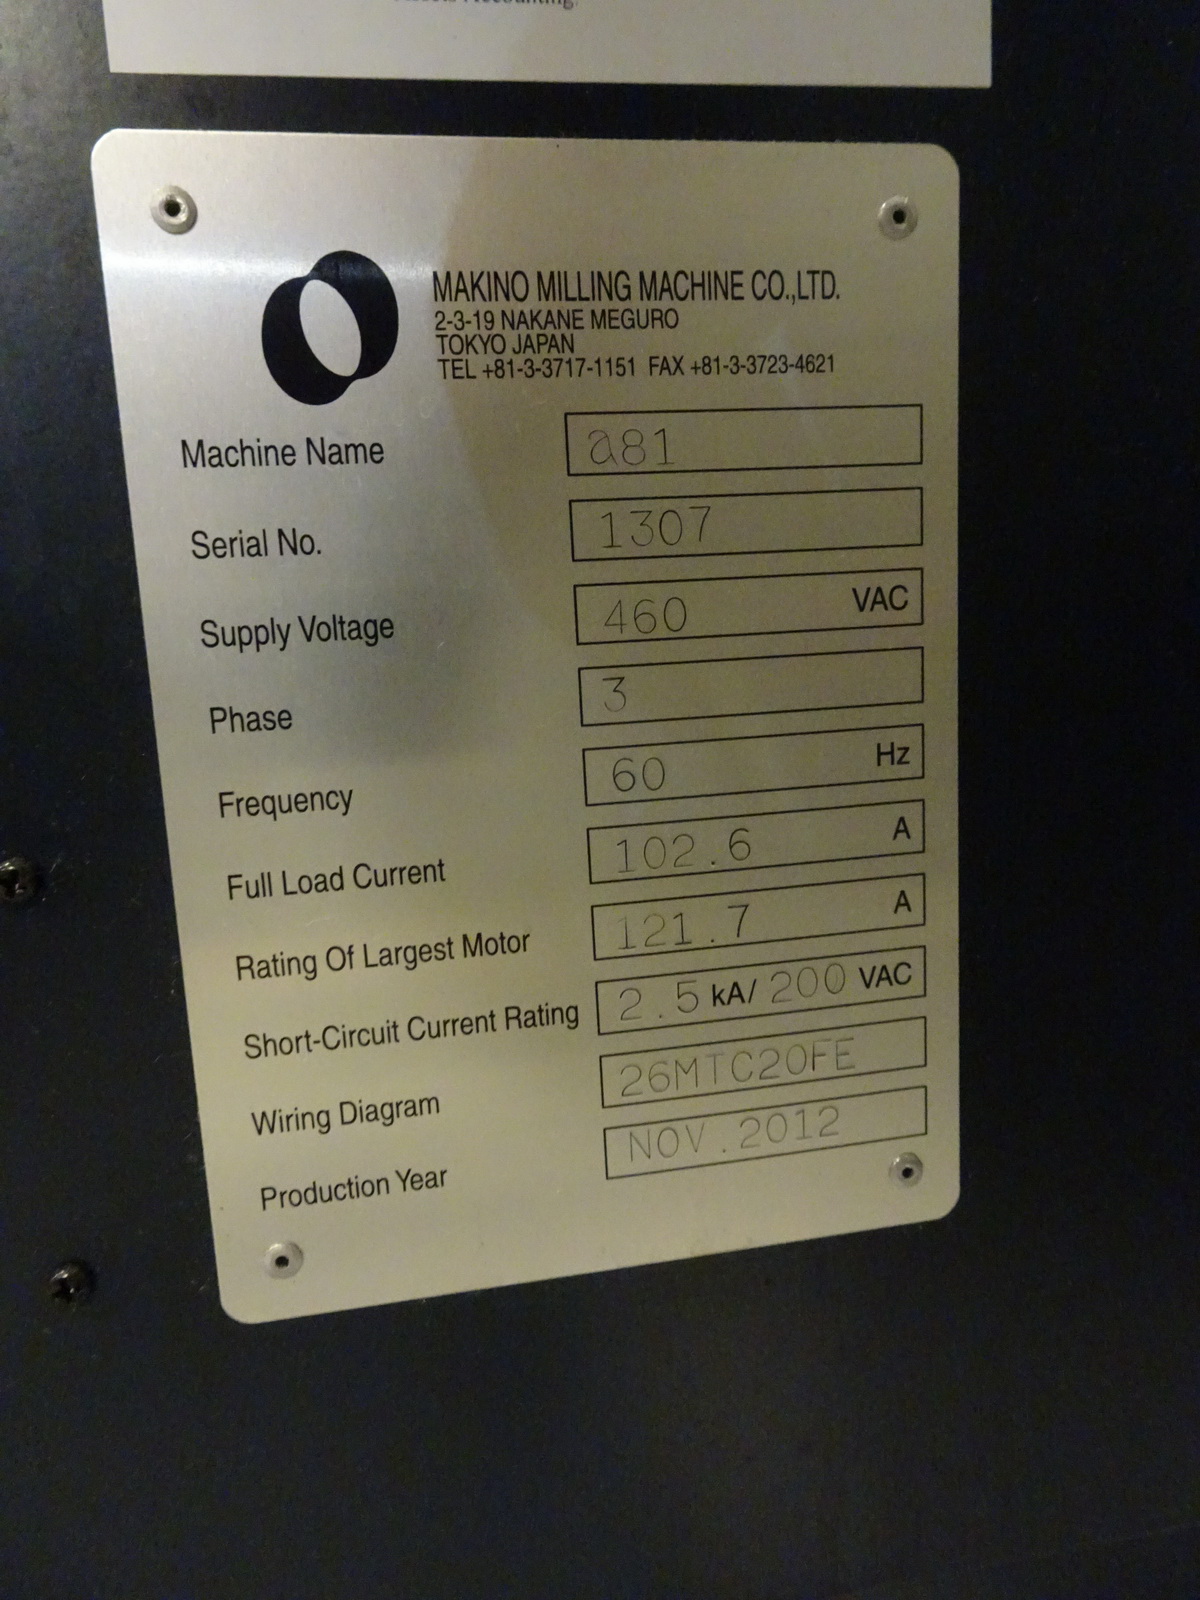 Accounting.
MAKINO MILLING MACHINE CO.,LTD.
2-3-19 NAKANE MEGURO
TOKYO JAPAN
TEL +81-3-3717-1151 FAX +81-3-3723-4621
Machine Name a81
Serial No. 1307
Supply Voltage 460 VAC
Phase 3
Frequency 60 Hz
Full Load Current 102.6 A
Rating Of Largest Motor 121.7 A
Short-Circuit Current Rating 2.5 kA/ 200 VAC
Wiring Diagram 26MTC20FE
Production Year NOV.2012